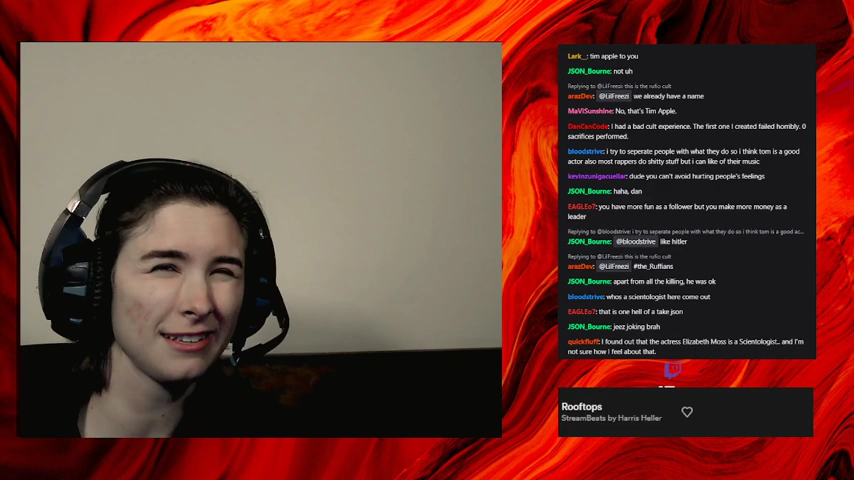 Lark_: tim apple to you
JSON_Bourne: not uh
Replying to @LilFreezi: this is the rufio cult
arazDev: @LilFreezi we already have a name
MaViSunshine: No, that's Tim Apple.
DanCanCode: I had a bad cult experience. The first one I created failed horribly. 0
sacrifices performed.
bloodstrive: i try to seperate people with what they do so i think tom is a good
actor also most rappers do shitty stuff but i can like of their music
kevinzunigacuellar: dude you can't avoid hurting people's feelings
JSON_Bourne: haha, dan
EAGLEo7: you have more fun as a follower but you make more money as a
leader
Replying to @bloodstrive: i try to seperate people with what they do so i think tom is a good ac...
JSON_Bourne: @bloodstrive like hitler
Replying to @LilFreezi: this is the rufio cult
arazDev: @LilFreezi #the_Ruffians
JSON_Bourne: apart from all the killing, he was ok
bloodstrive: whos a scientologist here come out
EAGLEo7: that is one hell of a take json
JSON_Bourne: jeez joking brah
quickfluff: I found out that the actress Elizabeth Moss is a Scientologist.. and I'm
not sure how I feel about that.
Rooftops
StreamBeats by Harris Heller